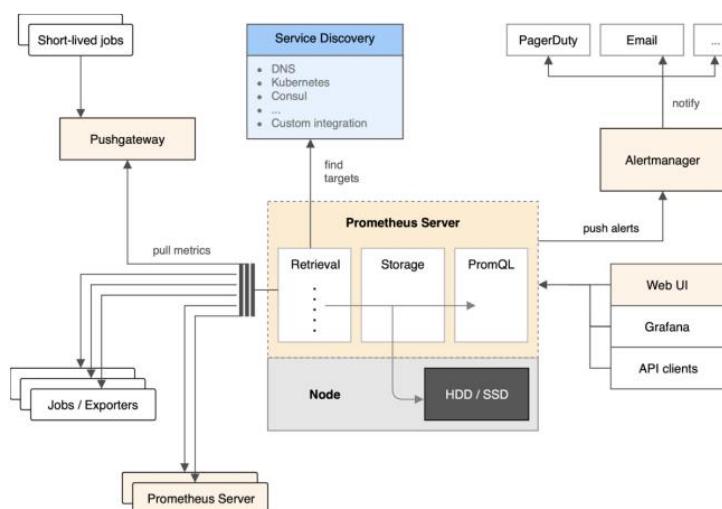 Short-lived jobs
Pushgateway
pull metrics
Jobs / Exporters
Prometheus Server
Service Discovery
• DNS
• Kubernetes
• Consul
• ...
• Custom integration
find
targets
Prometheus Server
Retrieval
Storage
PromQL
Node
HDD / SSD
PagerDuty
Email
...
notify
Alertmanager
push alerts
Web UI
Grafana
API clients